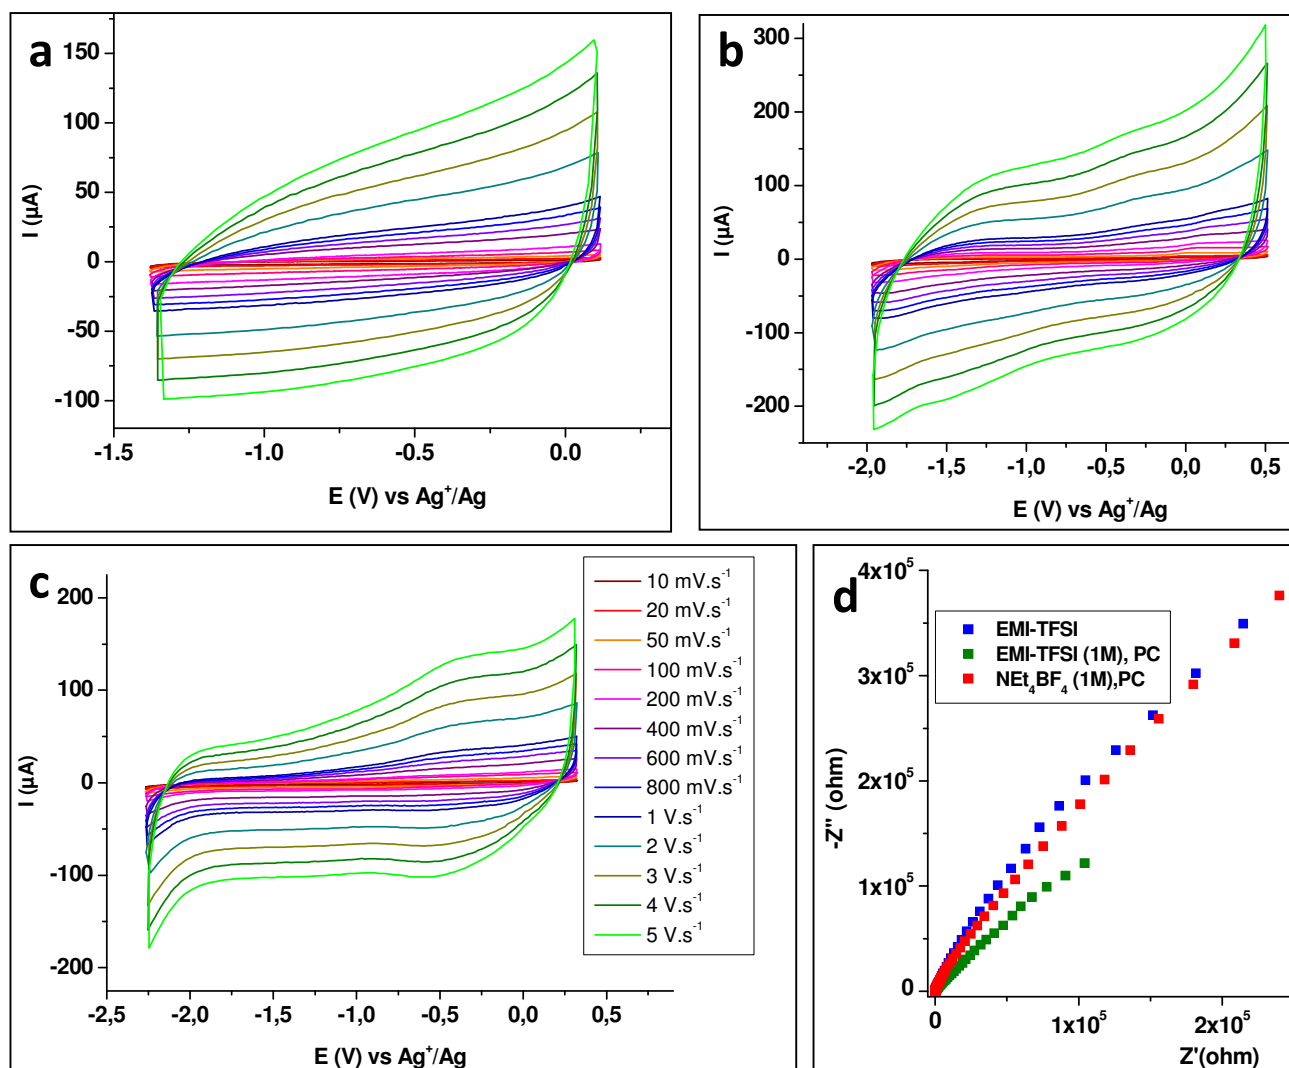 a
150
100
50
0
-50
-100
I (µA)
-1.5 -1.0 -0.5 0.0
E (V) vs Ag⁺/Ag
b
300
200
100
0
-100
-200
I (µA)
-2,0 -1,5 -1,0 -0,5 0,0 0,5
E (V) vs Ag⁺/Ag
c
200
100
0
-100
-200
I (µA)
-2,5 -2,0 -1,5 -1,0 -0,5 0,0 0,5
E (V) vs Ag⁺/Ag
10 mV.s⁻¹
20 mV.s⁻¹
50 mV.s⁻¹
100 mV.s⁻¹
200 mV.s⁻¹
400 mV.s⁻¹
600 mV.s⁻¹
800 mV.s⁻¹
1 V.s⁻¹
2 V.s⁻¹
3 V.s⁻¹
4 V.s⁻¹
5 V.s⁻¹
d
4x10⁵
3x10⁵
2x10⁵
1x10⁵
0
-Z'' (ohm)
EMI-TFSI
EMI-TFSI (1M), PC
NEt₄BF₄ (1M),PC
0 1x10⁵ 2x10⁵
Z'(ohm)